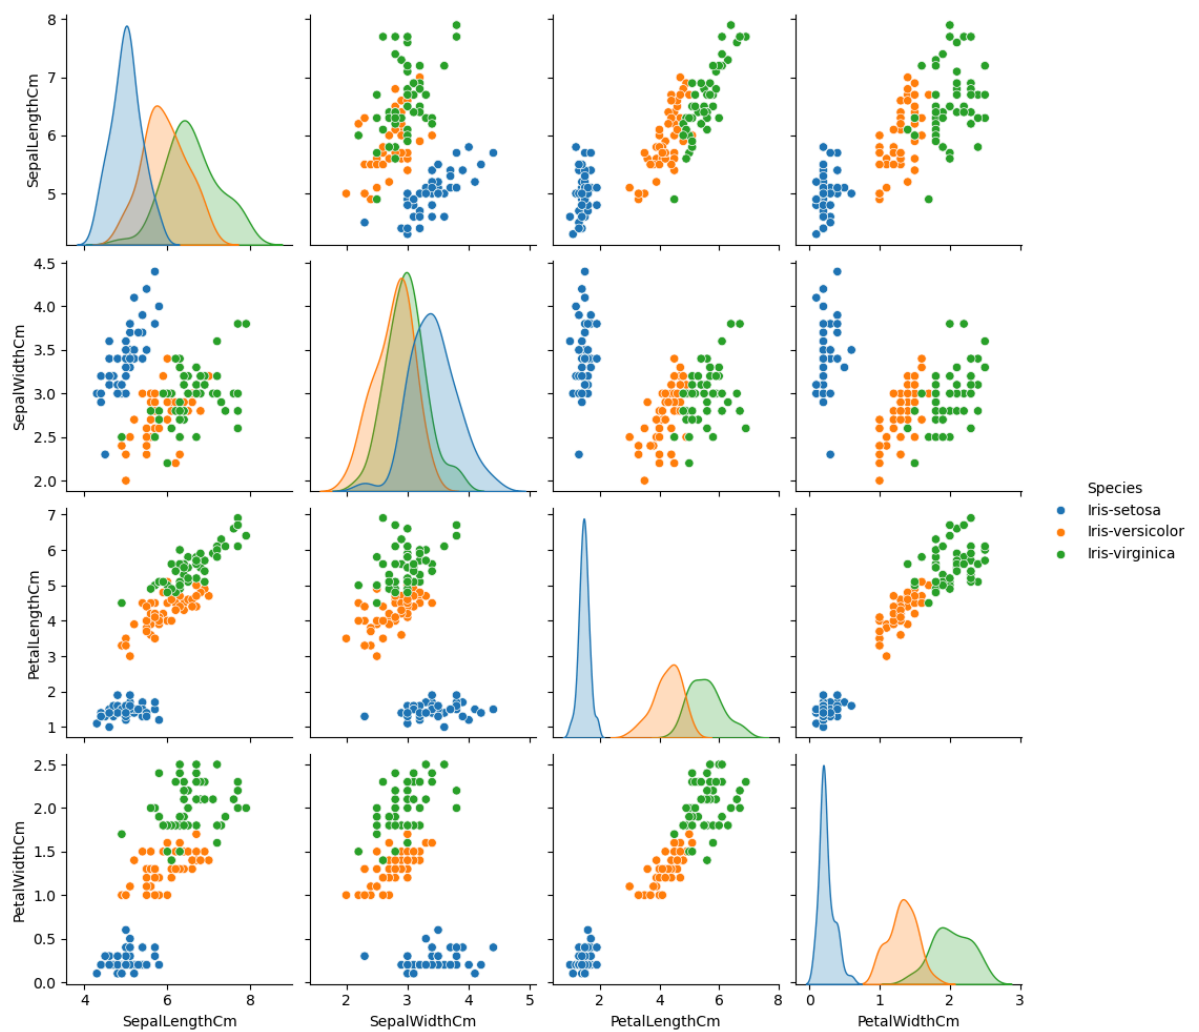 8
7
6
5
SepalLengthCm
4.5
4.0
3.5
3.0
2.5
2.0
SepalWidthCm
Species
Iris-setosa
Iris-versicolor
Iris-virginica
7
6
5
4
3
2
1
PetalLengthCm
2.5
2.0
1.5
1.0
0.5
0.0
PetalWidthCm
4 6 8
2 3 4 5
2 4 6 8
0 1 2 3
SepalLengthCm
SepalWidthCm
PetalLengthCm
PetalWidthCm